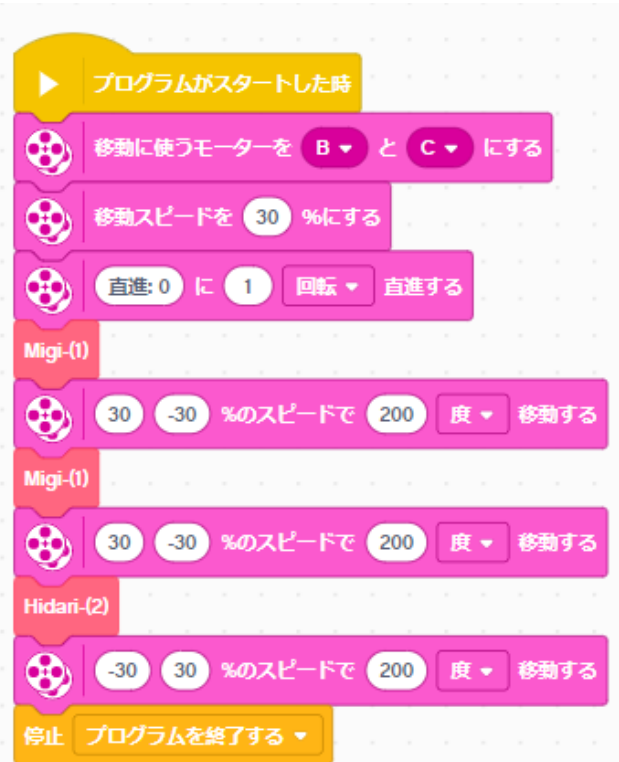 プログラムがスタートした時
移動に使うモーターを B と C にする
移動スピードを 30 %にする
直進: 0 に 1 回転 直進する
Migi-(1)
30 -30 %のスピードで 200 度 移動する
Migi-(1)
30 -30 %のスピードで 200 度 移動する
Hidari-(2)
-30 30 %のスピードで 200 度 移動する
停止 プログラムを終了する